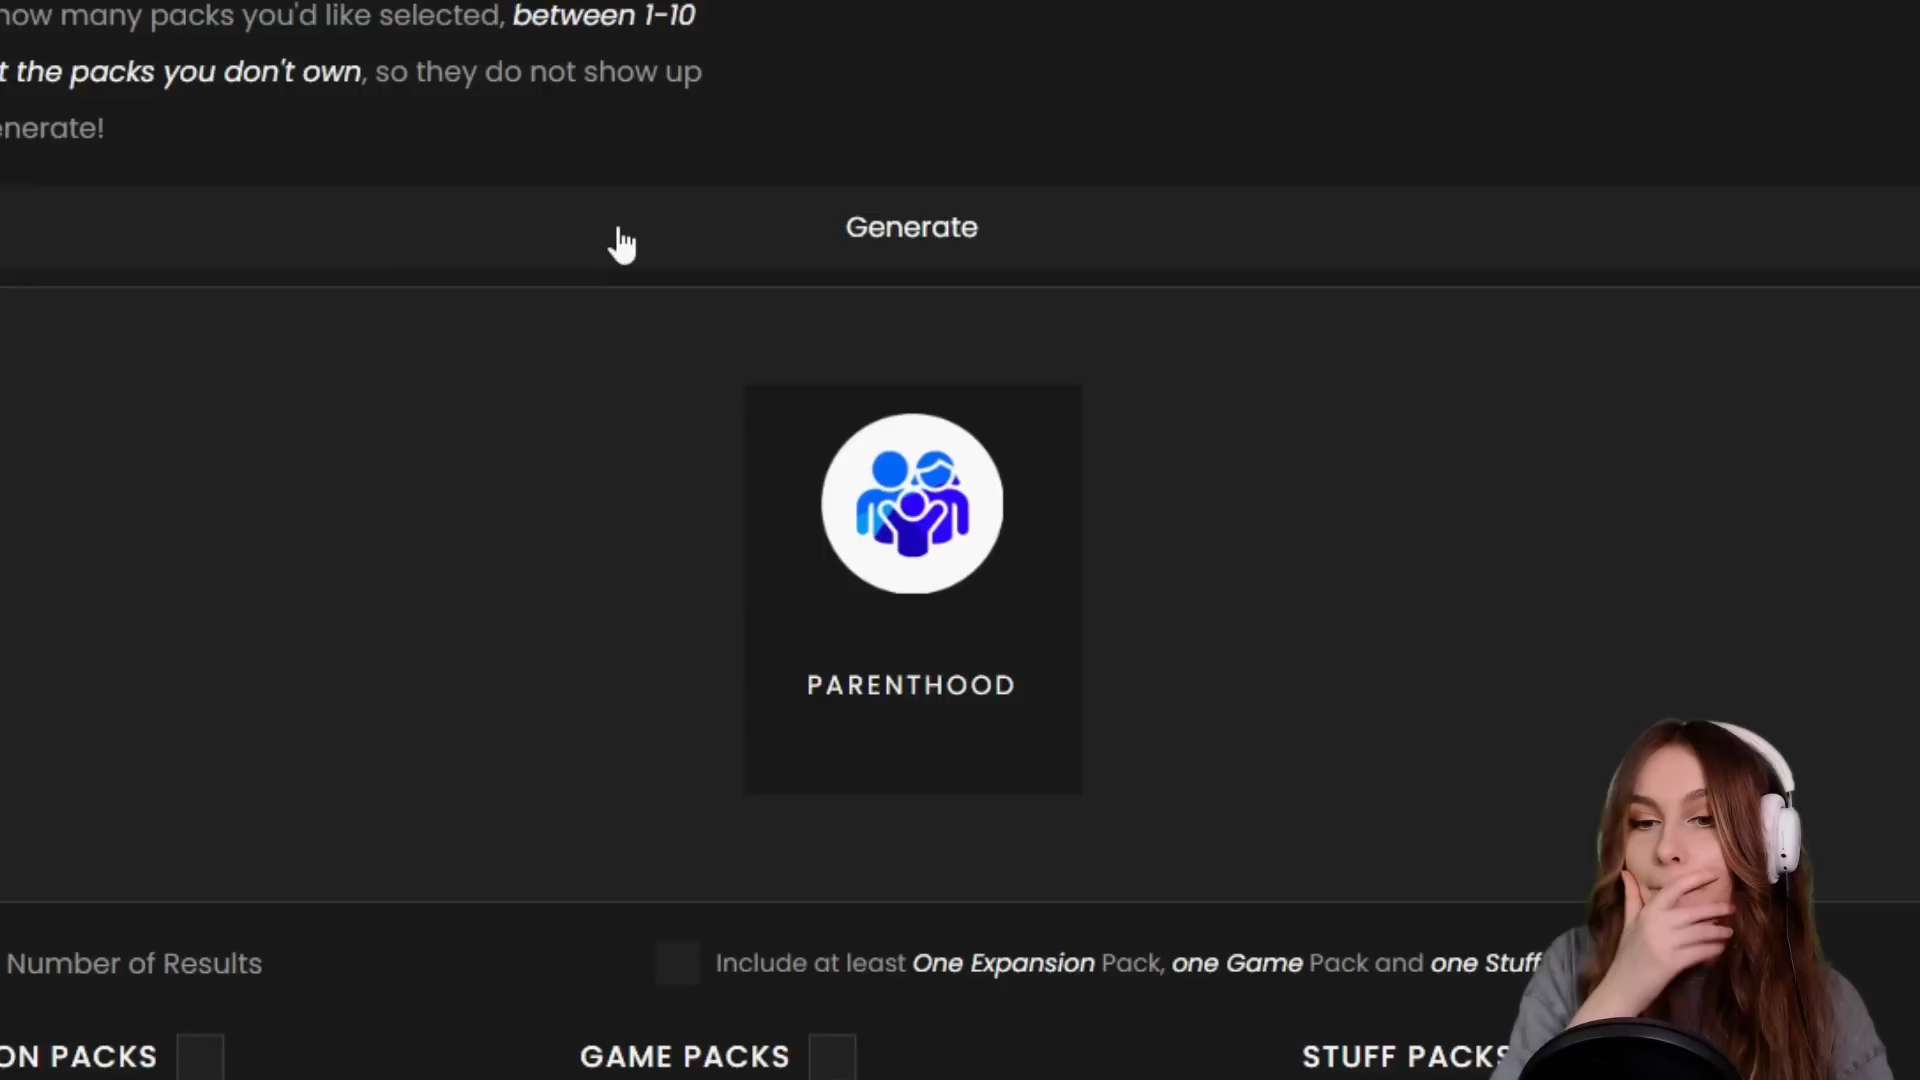 how many packs you'd like selected, between 1-10
t the packs you don't own, so they do not show up
enerate!
Generate
PARENTHOOD
Number of Results
Include at least One Expansion Pack, one Game Pack and one Stuff
ON PACKS
GAME PACKS
STUFF PACKS